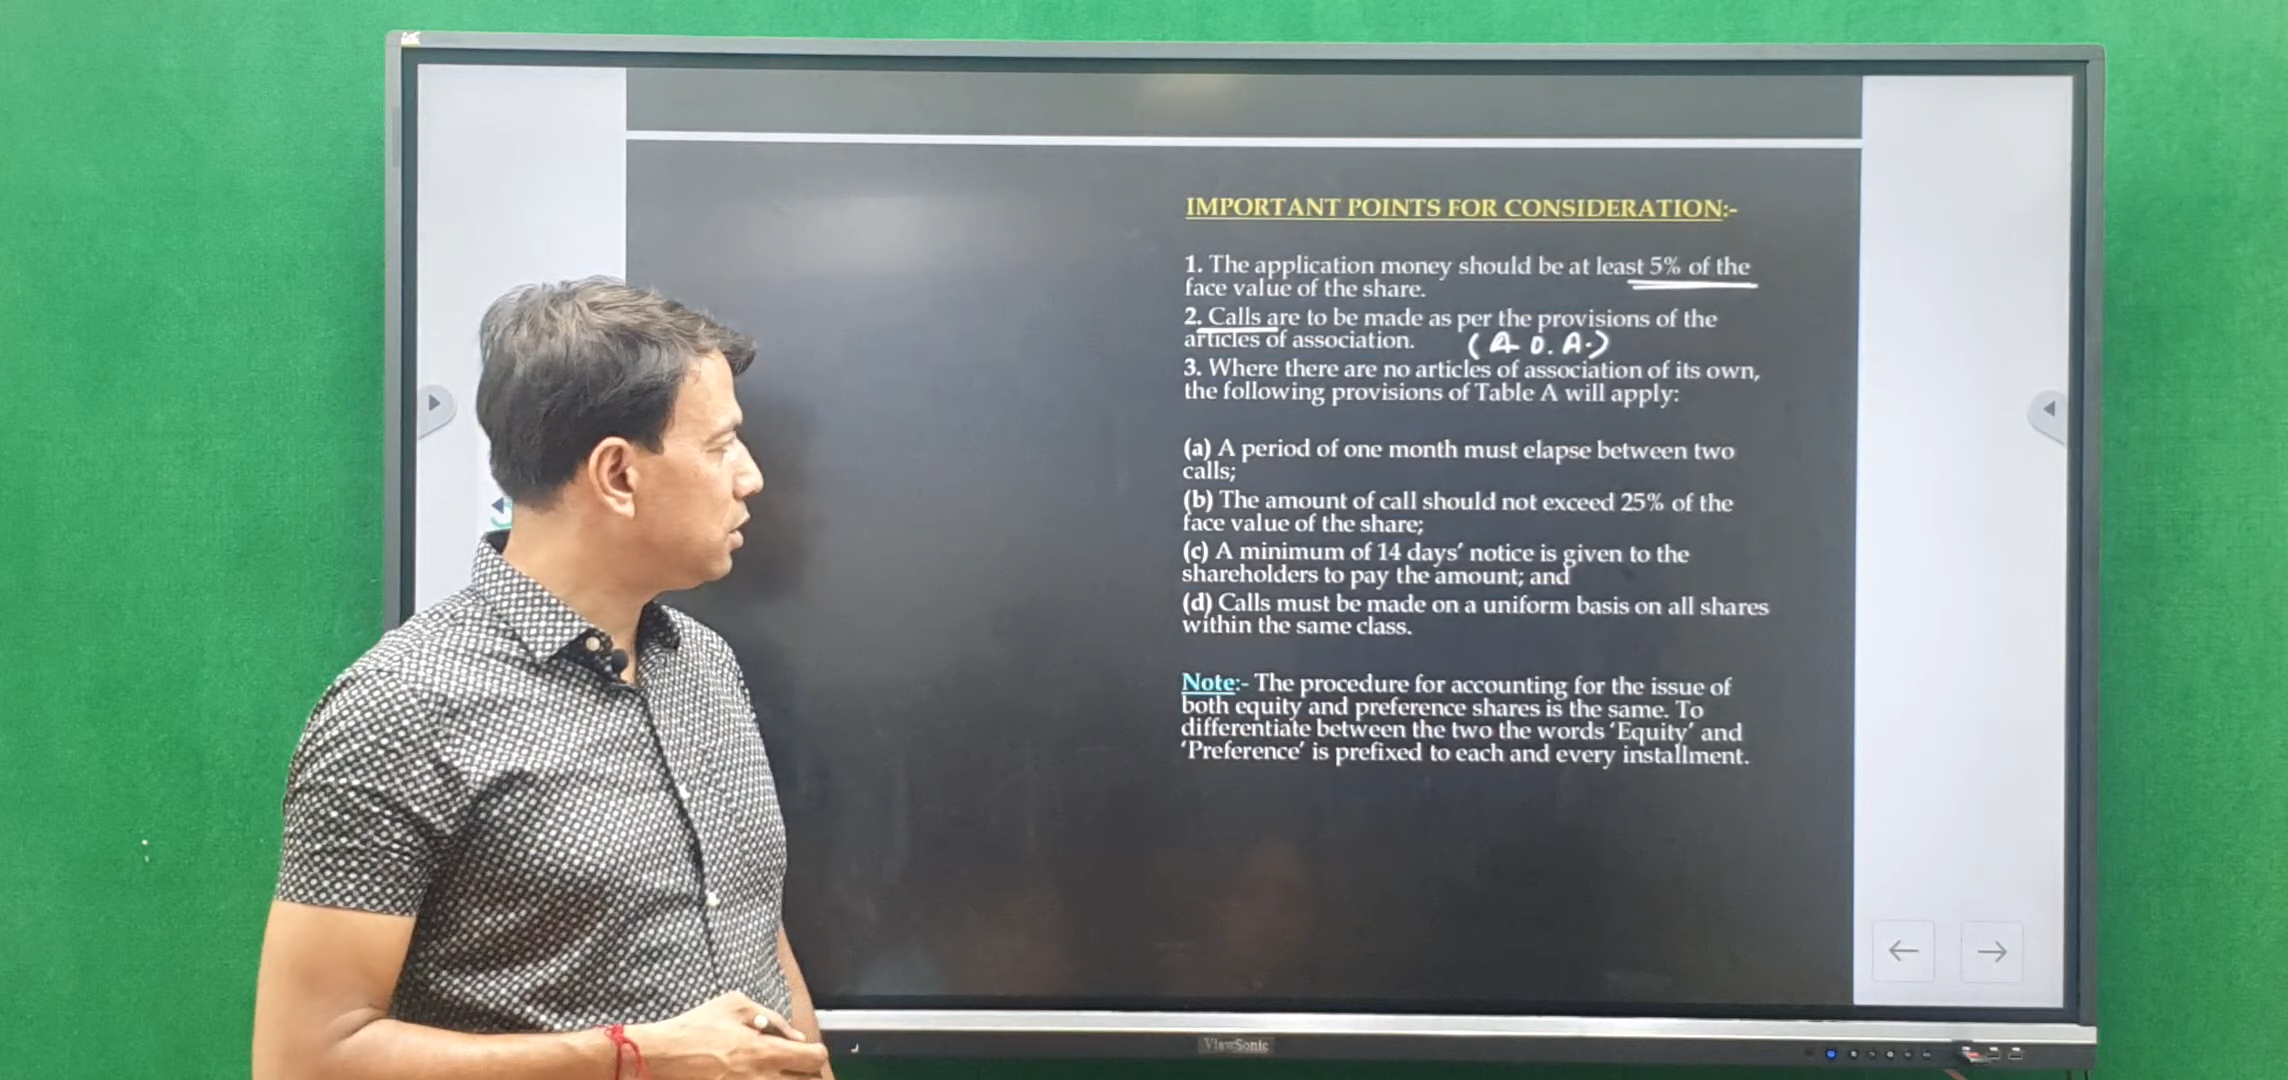 IMPORTANT POINTS FOR CONSIDERATION:-
1. The application money should be at least 5% of the
face value of the share.
2. Calls are to be made as per the provisions of the
articles of association. (A O. A.)
3. Where there are no articles of association of its own,
the following provisions of Table A will apply:
(a) A period of one month must elapse between two
calls;
(b) The amount of call should not exceed 25% of the
face value of the share;
(c) A minimum of 14 days’ notice is given to the
shareholders to pay the amount; and
(d) Calls must be made on a uniform basis on all shares
within the same class.
Note:- The procedure for accounting for the issue of
both equity and preference shares is the same. To
differentiate between the two the words ‘Equity’ and
‘Preference’ is prefixed to each and every installment.
ViewSonic